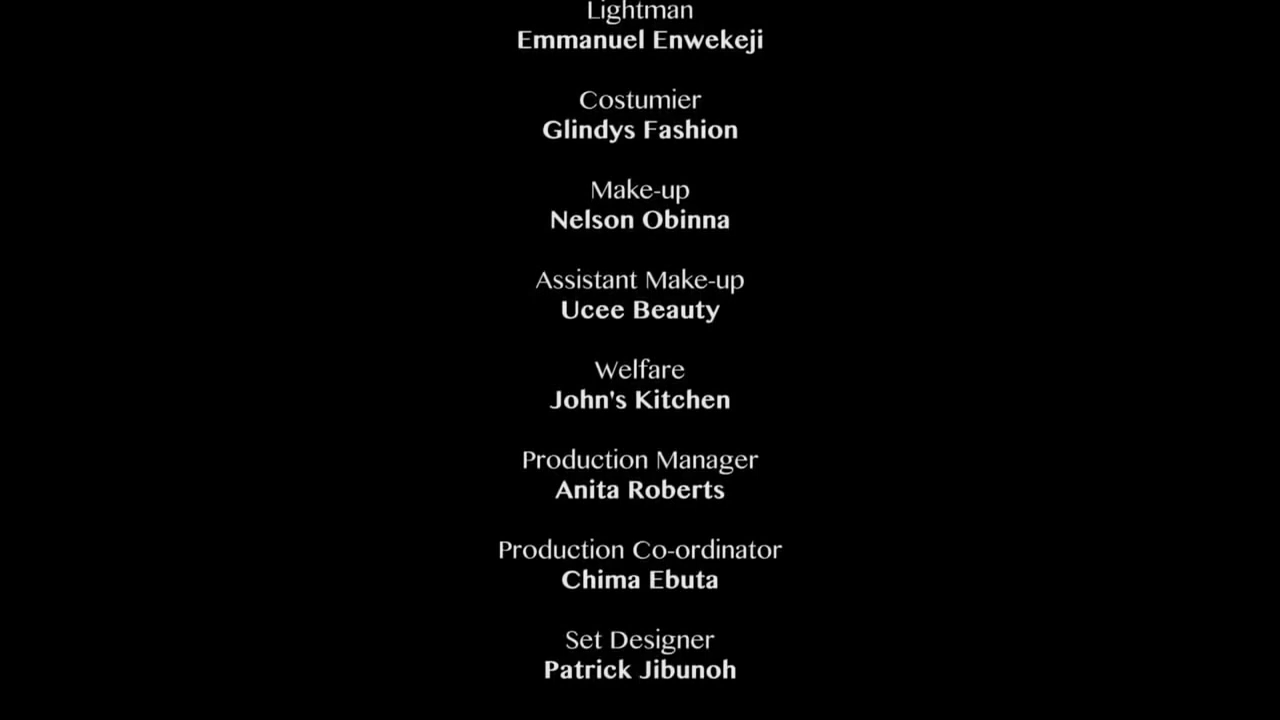 Lightman
Emmanuel Enwekeji
Costumier
Glindys Fashion
Make-up
Nelson Obinna
Assistant Make-up
Ucee Beauty
Welfare
John's Kitchen
Production Manager
Anita Roberts
Production Co-ordinator
Chima Ebuta
Set Designer
Patrick Jibunoh